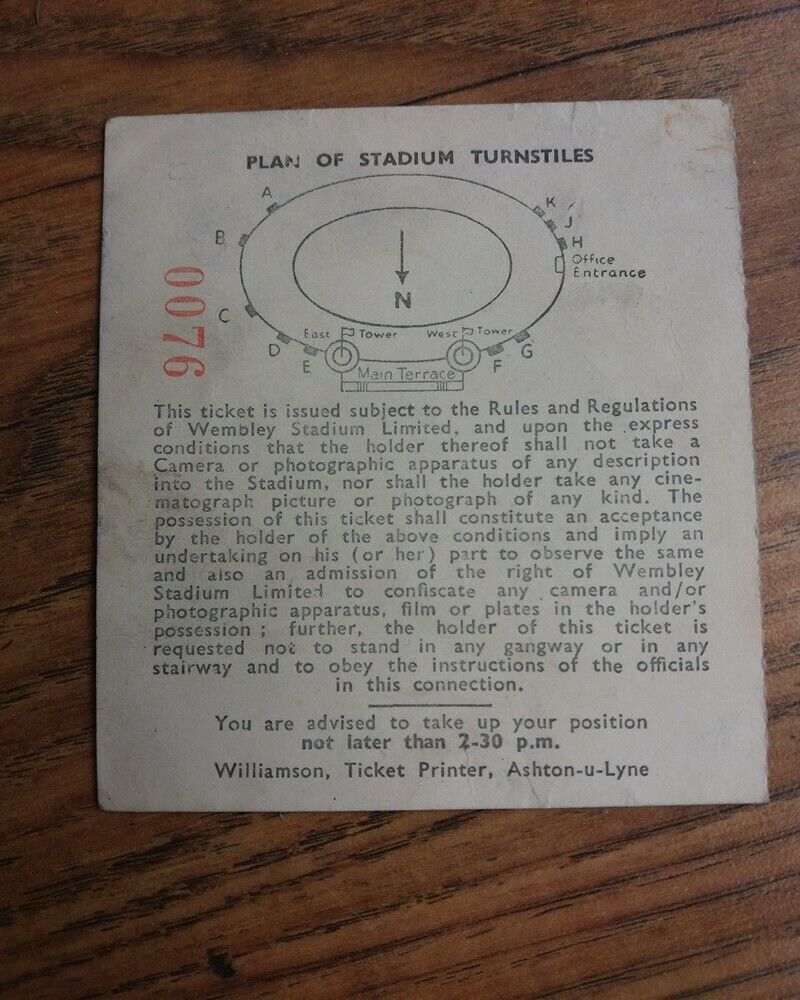 PLAN OF STADIUM TURNSTILES
A
B
C
D
E
K
J
H
Office
Entrance
G
F
N
East Tower
West Tower
Main Terrace
0076
This ticket is issued subject to the Rules and Regulations
of Wembley Stadium Limited, and upon the express
conditions that the holder thereof shall not take a
Camera or photographic apparatus of any description
into the Stadium, nor shall the holder take any cine-
matograph picture or photograph of any kind. The
possession of this ticket shall constitute an acceptance
by the holder of the above conditions and imply an
undertaking on his (or her) part to observe the same
and also an admission of the right of Wembley
Stadium Limited to confiscate any camera and/or
photographic apparatus, film or plates in the holder's
possession ; further, the holder of this ticket is
requested not to stand in any gangway or in any
stairway and to obey the instructions of the officials
in this connection.
You are advised to take up your position
not later than 2-30 p.m.
Williamson, Ticket Printer, Ashton-u-Lyne